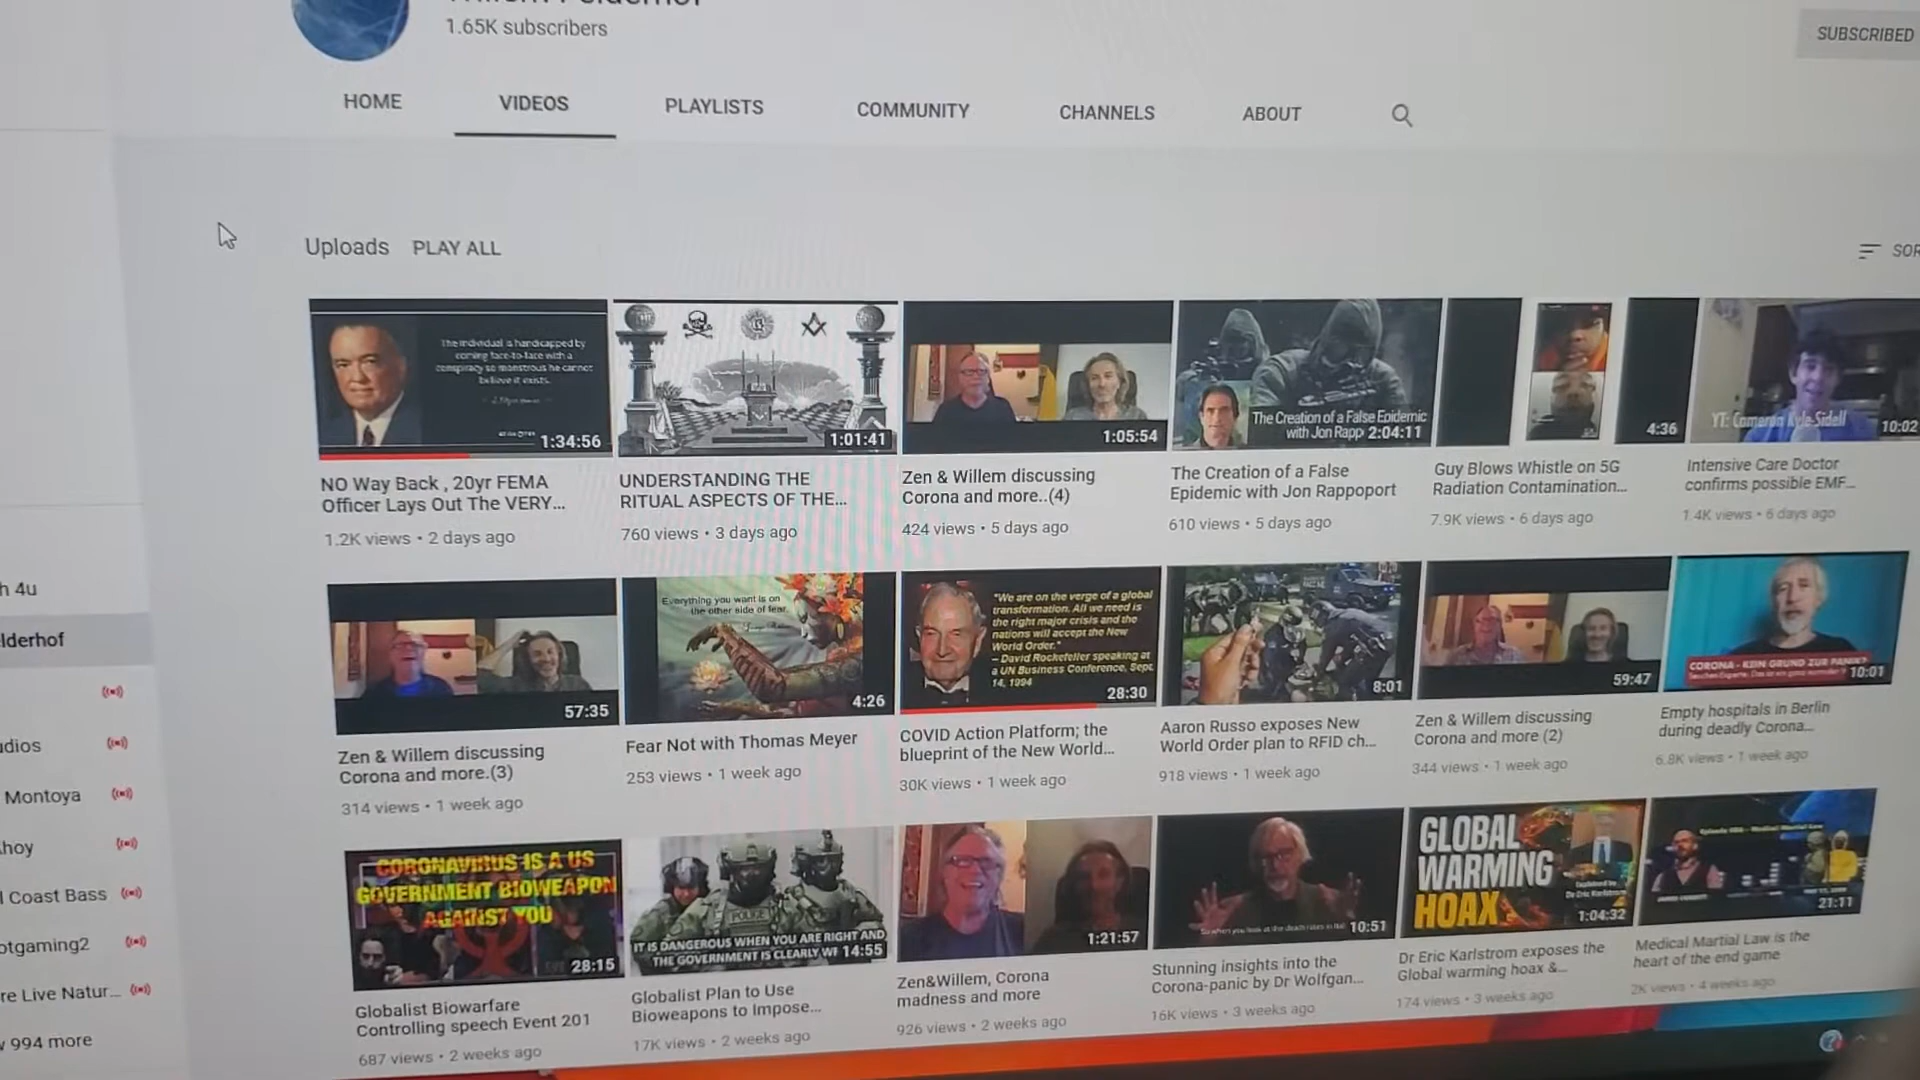 1.65K subscribers
SUBSCRIBED
HOME
VIDEOS
PLAYLISTS
COMMUNITY
CHANNELS
ABOUT
Uploads
PLAY ALL
SOR
The individual is handicapped by
coming face-to-face with a
conspiracy so monstrous he cannot
believe it exists.
1:34:56
NO Way Back , 20yr FEMA
Officer Lays Out The VERY...
1.2K views • 2 days ago
1:01:41
UNDERSTANDING THE
RITUAL ASPECTS OF THE...
760 views • 3 days ago
1:05:54
Zen & Willem discussing
Corona and more..(4)
424 views • 5 days ago
The Creation of a False Epidemic
with Jon Rapp
2:04:11
The Creation of a False
Epidemic with Jon Rappoport
610 views • 5 days ago
4:36
Guy Blows Whistle on 5G
Radiation Contamination...
7.9K views • 6 days ago
YT: Cameron Kyle-Sidell
10:02
Intensive Care Doctor
confirms possible EMF...
1.4K views • 6 days ago
h 4u
lderhof
udios
Montoya
hoy
l Coast Bass
otgaming2
re Live Natur...
994 more
57:35
Zen & Willem discussing
Corona and more.(3)
314 views • 1 week ago
Everything you want is on
the other side of fear.
4:26
Fear Not with Thomas Meyer
253 views • 1 week ago
"We are on the verge of a global
transformation. All we need is
the right major crisis and the
nations will accept the New
World Order."
– David Rockefeller speaking at
a UN Business Conference, Sept
14, 1994
28:30
COVID Action Platform; the
blueprint of the New World...
30K views • 1 week ago
8:01
Aaron Russo exposes New
World Order plan to RFID ch...
918 views • 1 week ago
59:47
Zen & Willem discussing
Corona and more (2)
344 views • 1 week ago
CORONA - KEIN GRUND ZUR PANIK?
10:01
Empty hospitals in Berlin
during deadly Corona...
6.8K views • 1 week ago
CORONAVIRUS IS A US
GOVERNMENT BIOWEAPON
AGAINST YOU
28:15
Globalist Biowarfare
Controlling speech Event 201
687 views • 2 weeks ago
POLICE
IT IS DANGEROUS WHEN YOU ARE RIGHT AND
THE GOVERNMENT IS CLEARLY WR
14:55
Globalist Plan to Use
Bioweapons to Impose...
17K views • 2 weeks ago
1:21:57
Zen&Willem, Corona
madness and more
926 views • 2 weeks ago
10:51
Stunning insights into the
Corona-panic by Dr Wolfgan...
16K views • 3 weeks ago
GLOBAL
WARMING
HOAX
Explained by
Dr Eric Karlstrom
1:04:32
Dr Eric Karlstrom exposes the
Global warming hoax &...
174 views • 3 weeks ago
Medical Martial Law
21:11
Medical Martial Law is the
heart of the end game
2K views • 4 weeks ago